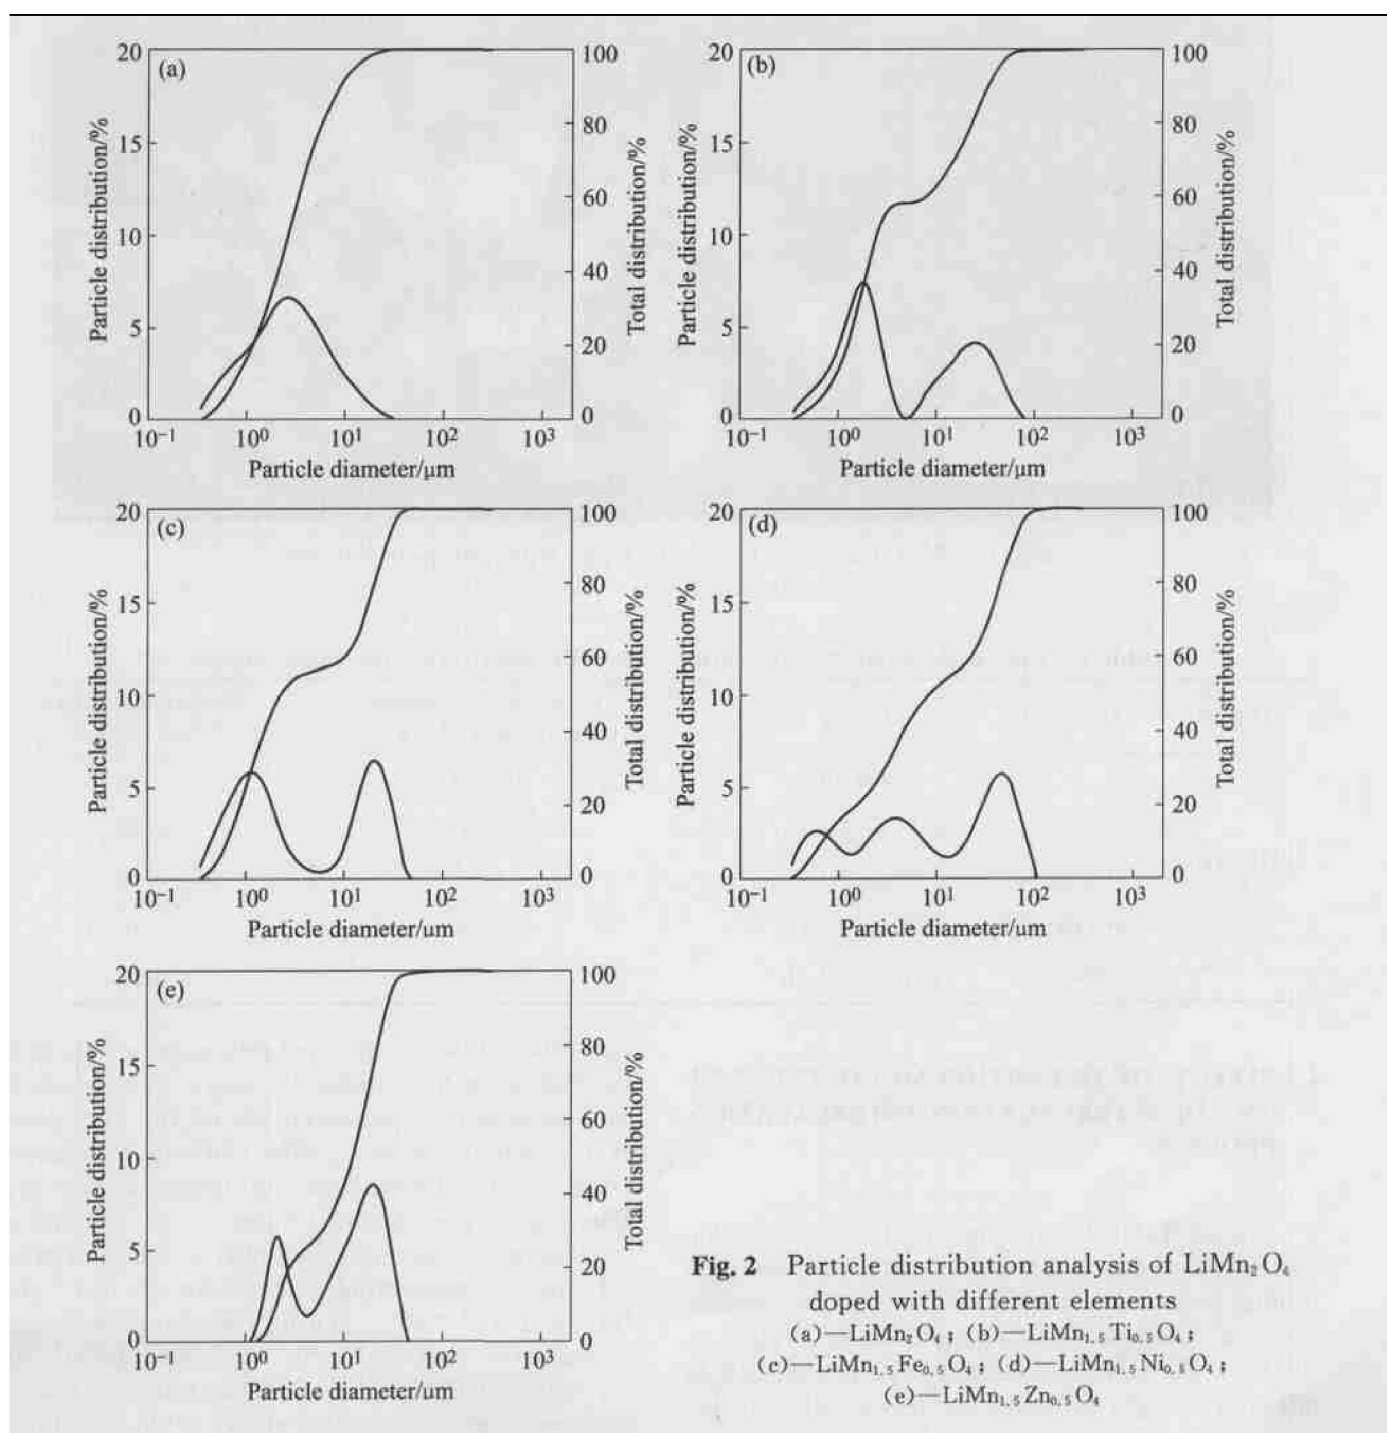 (a)
20
15
10
5
0
Particle distribution/%
100
80
60
40
20
0
Total distribution/%
10⁻¹ 10⁰ 10¹ 10² 10³
Particle diameter/μm
(b)
20
15
10
5
0
Particle distribution/%
100
80
60
40
20
0
Total distribution/%
10⁻¹ 10⁰ 10¹ 10² 10³
Particle diameter/μm
(c)
20
15
10
5
0
Particle distribution/%
100
80
60
40
20
0
Total distribution/%
10⁻¹ 10⁰ 10¹ 10² 10³
Particle diameter/um
(d)
20
15
10
5
0
Particle distribution/%
100
80
60
40
20
0
Total distribution/%
10⁻¹ 10⁰ 10¹ 10² 10³
Particle diameter/um
(e)
20
15
10
5
0
Particle distribution/%
100
80
60
40
20
0
Total distribution/%
10⁻¹ 10⁰ 10¹ 10² 10³
Particle diameter/um
Fig. 2 Particle distribution analysis of LiMn₂O₄
doped with different elements
(a)—LiMn₂O₄; (b)—LiMn₁.₅Ti₀.₅O₄;
(c)—LiMn₁.₅Fe₀.₅O₄; (d)—LiMn₁.₅Ni₀.₅O₄;
(e)—LiMn₁.₅Zn₀.₅O₄